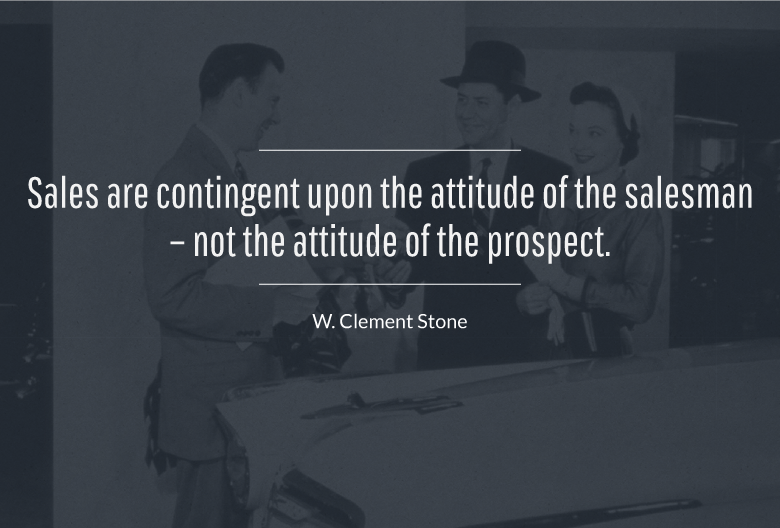 Sales are contingent upon the attitude of the salesman
– not the attitude of the prospect.
W. Clement Stone